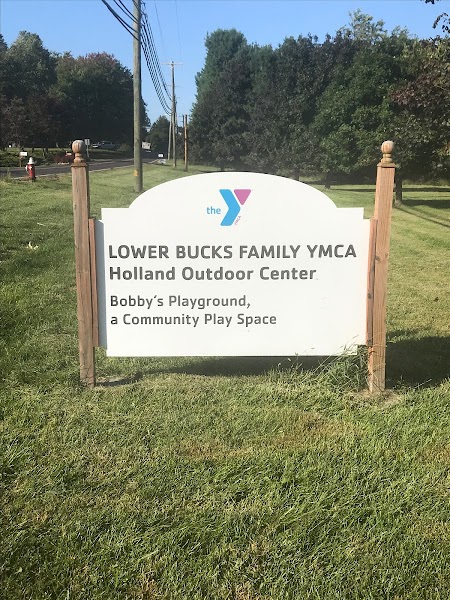 the
LOWER BUCKS FAMILY YMCA
Holland Outdoor Center
Bobby's Playground,
a Community Play Space